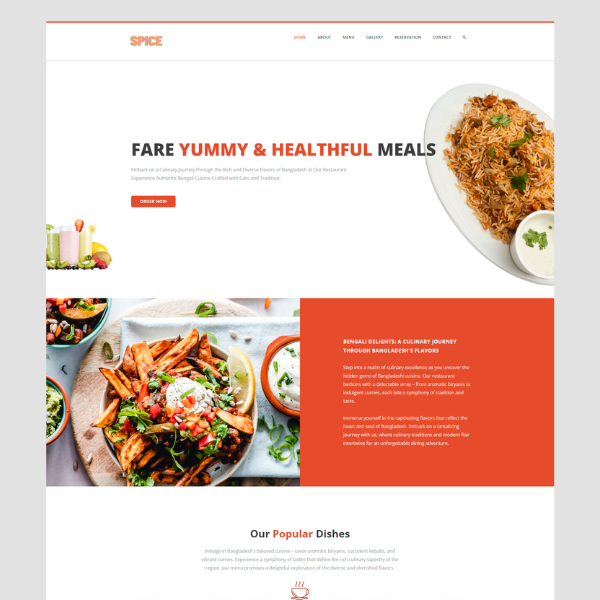 SPICE
HOME ABOUT MENU GALLERY RESERVATION CONTACT
FARE YUMMY & HEALTHFUL MEALS
Embark on a Culinary Journey through the Rich and Diverse Flavors of Bangladesh at Our Restaurant
Experience Authentic Bengali Cuisine Crafted with Care and Tradition.
ORDER NOW
BENGALI DELIGHTS: A CULINARY JOURNEY
THROUGH BANGLADESH'S FLAVORS
Step into a realm of culinary excellence as you uncover the
hidden gems of Bangladeshi cuisine. Our restaurant
beckons with a delectable array – from aromatic biryanis to
indulgent curries, each bite a symphony of tradition and
taste.
Immerse yourself in the captivating flavors that reflect the
heart and soul of Bangladesh. Embark on a tantalizing
journey with us, where culinary traditions and modern flair
intertwine for an unforgettable dining adventure.
Our Popular Dishes
Indulge in Bangladesh's beloved cuisine – savor aromatic biryanis, succulent kebabs, and
vibrant curries. Experience a symphony of tastes that define the rich culinary tapestry of the
region. our menu promises a delightful exploration of the diverse and cherished flavors.